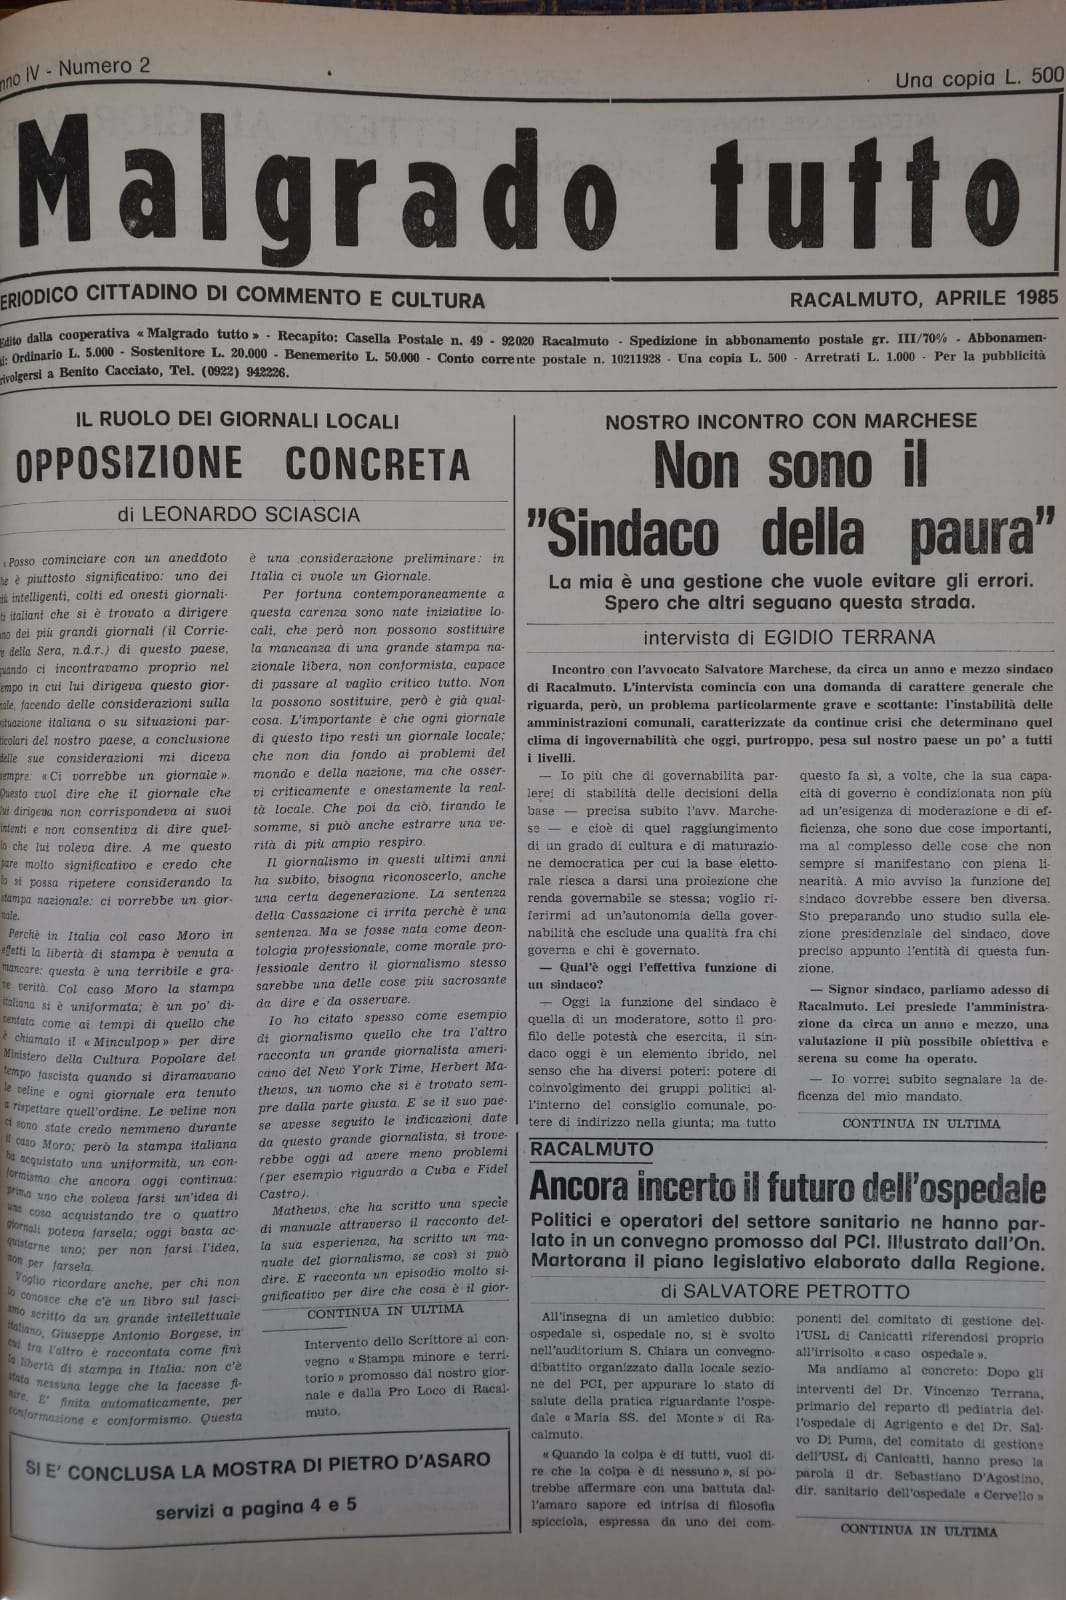 nno IV - Numero 2
Una copia L. 500
Malgrado tutto
ERIODICO CITTADINO DI COMMENTO E CULTURA
RACALMUTO, APRILE 1985
Edito dalla cooperativa « Malgrado tutto » - Recapito: Casella Postale n. 49 - 92020 Racalmuto - Spedizione in abbonamento postale gr. III/70% - Abbonamen-
ti: Ordinario L. 5.000 - Sostenitore L. 20.000 - Benemerito L. 50.000 - Conto corrente postale n. 10211928 - Una copia L. 500 - Arretrati L. 1.000 - Per la pubblicità
rivolgersi a Benito Cacciato, Tel. (0922) 942226.
IL RUOLO DEI GIORNALI LOCALI
OPPOSIZIONE CONCRETA
di LEONARDO SCIASCIA
«Posso cominciare con un aneddoto
he è piuttosto significativo: uno dei
più intelligenti, colti ed onesti giornali-
ti italiani che si è trovato a dirigere
uno dei più grandi giornali (il Corrie-
e della Sera, n.d.r.) di questo paese,
quando ci incontravamo proprio nel
empo in cui lui dirigeva questo gior-
nale, facendo delle considerazioni sulla
situazione italiana o su situazioni par-
ticolari del nostro paese, a conclusione
delle sue considerazioni mi diceva
sempre: «Ci vorrebbe un giornale».
Questo vuol dire che il giornale che
lui dirigeva non corrispondeva ai suoi
intenti e non consentiva di dire quel-
lo che lui voleva dire. A me questo
pare molto significativo e credo che
lo si possa ripetere considerando la
stampa nazionale: ci vorrebbe un gior-
nale.
Perchè in Italia col caso Moro in
effetti la libertà di stampa è venuta a
mancare: questa è una terribile e gra-
ve verità. Col caso Moro la stampa
italiana si è uniformata; è un po' di-
ventata come ai tempi di quello che
è chiamato il «Minculpop» per dire
Ministero della Cultura Popolare del
tempo fascista quando si diramavano
le veline e ogni giornale era tenuto
a rispettare quell'ordine. Le veline non
ci sono state credo nemmeno durante
il caso Moro; però la stampa italiana
ha acquistato una uniformità, un con-
formismo che ancora oggi continua:
prima uno che voleva farsi un'idea di
una cosa acquistando tre o quattro
giornali poteva farsela; oggi basta ac-
quistarne uno; per non farsi l'idea,
non per farsela.
Voglio ricordare anche, per chi non
lo conosce che c'è un libro sul fasci-
smo scritto da un grande intellettuale
italiano, Giuseppe Antonio Borgese, in
cui tra l'altro è raccontata come finì
la libertà di stampa in Italia: non c'è
stata nessuna legge che la facesse fi-
nire. E' finita automaticamente, per
conformazione e conformismo. Questa
è una considerazione preliminare: in
Italia ci vuole un Giornale.
Per fortuna contemporaneamente a
questa carenza sono nate iniziative lo-
cali, che però non possono sostituire
la mancanza di una grande stampa na-
zionale libera, non conformista, capace
di passare al vaglio critico tutto. Non
la possono sostituire, però è già qual-
cosa. L'importante è che ogni giornale
di questo tipo resti un giornale locale;
che non dia fondo ai problemi del
mondo e della nazione, ma che osser-
vi criticamente e onestamente la real-
tà locale. Che poi da ciò, tirando le
somme, si può anche estrarre una ve-
rità di più ampio respiro.
Il giornalismo in questi ultimi anni
ha subito, bisogna riconoscerlo, anche
una certa degenerazione. La sentenza
della Cassazione ci irrita perchè è una
sentenza. Ma se fosse nata come deon-
tologia professionale, come morale pro-
fessioale dentro il giornalismo stesso
sarebbe una delle cose più sacrosante
da dire e da osservare.
Io ho citato spesso come esempio
di giornalismo quello che tra l'altro
racconta un grande giornalista ameri-
cano del New York Time, Herbert Ma-
thews, un uomo che si è trovato sem-
pre dalla parte giusta. E se il suo pae-
se avesse seguito le indicazioni date
da questo grande giornalista, si trove-
rebbe oggi ad avere meno problemi
(per esempio riguardo a Cuba e Fidel
Castro).
Mathews, che ha scritto una specie
di manuale attraverso il racconto del-
la sua esperienza, ha scritto un ma-
nuale del giornalismo, se così si può
dire. E racconta un episodio molto si-
gnificativo per dire che cosa è il gior-
CONTINUA IN ULTIMA
Intervento dello Scrittore al con-
vegno «Stampa minore e terri-
torio» promosso dal nostro gior-
nale e dalla Pro Loco di Racal-
muto.
SI E' CONCLUSA LA MOSTRA DI PIETRO D'ASARO
servizi a pagina 4 e 5
NOSTRO INCONTRO CON MARCHESE
Non sono il
"Sindaco della paura"
La mia è una gestione che vuole evitare gli errori.
Spero che altri seguano questa strada.
intervista di EGIDIO TERRANA
Incontro con l'avvocato Salvatore Marchese, da circa un anno e mezzo sindaco
di Racalmuto. L'intervista comincia con una domanda di carattere generale che
riguarda, però, un problema particolarmente grave e scottante: l'instabilità delle
amministrazioni comunali, caratterizzate da continue crisi che determinano quel
clima di ingovernabilità che oggi, purtroppo, pesa sul nostro paese un po' a tutti
i livelli.
— Io più che di governabilità par-
lerei di stabilità delle decisioni della
base — precisa subito l'avv. Marche-
se — e cioè di quel raggiungimento
di un grado di cultura e di maturazio-
ne democratica per cui la base eletto-
rale riesca a darsi una proiezione che
renda governabile se stessa; voglio ri-
ferirmi ad un'autonomia della gover-
nabilità che esclude una qualità fra chi
governa e chi è governato.
— Qual'è oggi l'effettiva funzione di
un sindaco?
— Oggi la funzione del sindaco è
quella di un moderatore, sotto il pro-
filo delle potestà che esercita, il sin-
daco oggi è un elemento ibrido, nel
senso che ha diversi poteri: potere di
coinvolgimento dei gruppi politici al-
l'interno del consiglio comunale, po-
tere di indirizzo nella giunta; ma tutto
questo fa sì, a volte, che la sua capa-
cità di governo è condizionata non più
ad un'esigenza di moderazione e di ef-
ficienza, che sono due cose importanti,
ma al complesso delle cose che non
sempre si manifestano con piena li-
nearità. A mio avviso la funzione del
sindaco dovrebbe essere ben diversa.
Sto preparando uno studio sulla ele-
zione presidenziale del sindaco, dove
preciso appunto l'entità di questa fun-
zione.
— Signor sindaco, parliamo adesso di
Racalmuto. Lei presiede l'amministra-
zione da circa un anno e mezzo, una
valutazione il più possibile obiettiva e
serena su come ha operato.
— Io vorrei subito segnalare la de-
ficenza del mio mandato.
CONTINUA IN ULTIMA
RACALMUTO
Ancora incerto il futuro dell'ospedale
Politici e operatori del settore sanitario ne hanno par-
lato in un convegno promosso dal PCI. Illustrato dall'On.
Martorana il piano legislativo elaborato dalla Regione.
di SALVATORE PETROTTO
All'insegna di un amletico dubbio:
ospedale sì, ospedale no, si è svolto
nell'auditorium S. Chiara un convegno-
dibattito organizzato dalla locale sezio-
ne del PCI, per appurare lo stato di
salute della pratica riguardante l'ospe-
dale «Maria SS. del Monte» di Ra-
calmuto.
«Quando la colpa è di tutti, vuol di-
re che la colpa è di nessuno», si po-
trebbe affermare con una battuta dal-
l'amaro sapore ed intrisa di filosofia
spicciola, espressa da uno dei com-
ponenti del comitato di gestione del-
l'USL di Canicattì riferendosi proprio
all'irrisolto «caso ospedale».
Ma andiamo al concreto: Dopo gli
interventi del Dr. Vincenzo Terrana,
primario del reparto di pediatria del-
l'ospedale di Agrigento e del Dr. Sal-
vo Di Puma, del comitato di gestione
dell'USL di Canicattì, hanno preso la
parola il dr. Sebastiano D'Agostino,
dir. sanitario dell'ospedale «Cervello»
CONTINUA IN ULTIMA